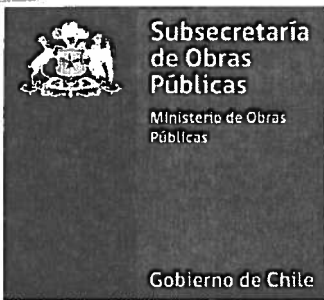 Subsecretaría
de Obras
Públicas
Ministerio de Obras
Públicas
Gobierno de Chile